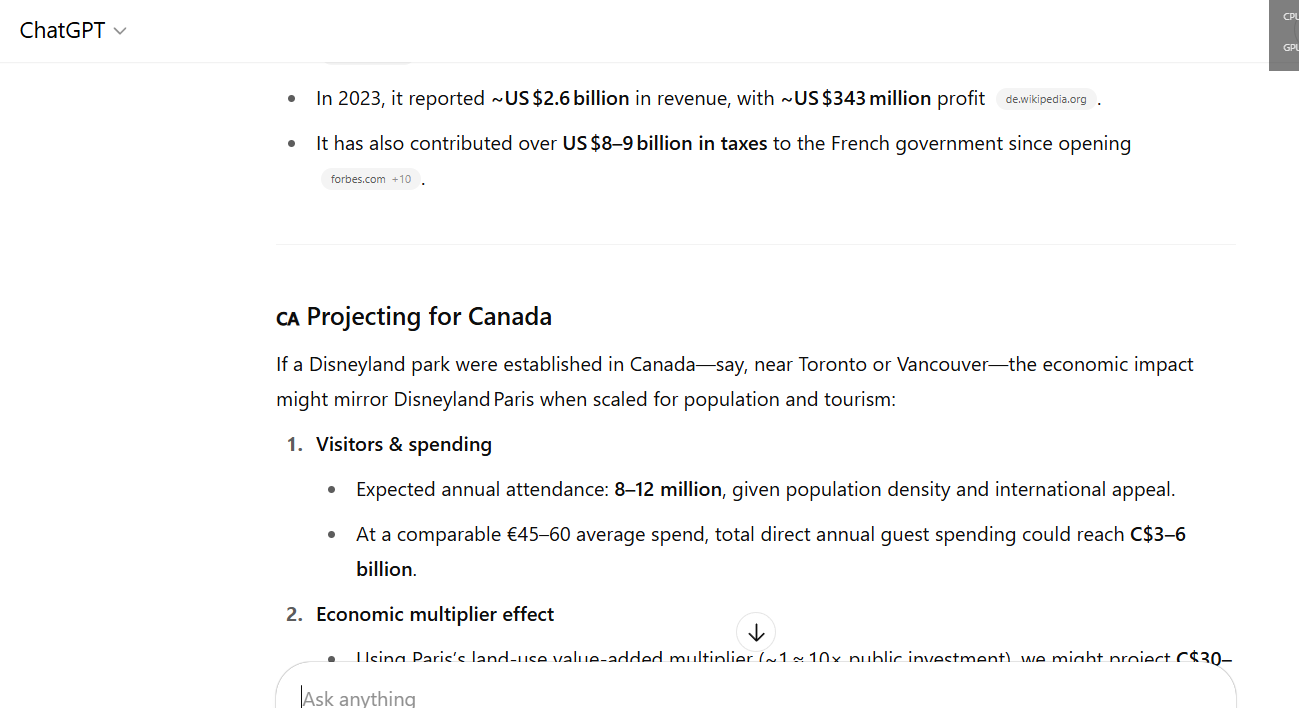 ChatGPT
CPU
GPU
In 2023, it reported ~US$2.6 billion in revenue, with ~US$343 million profit de.wikipedia.org .
It has also contributed over US$8–9 billion in taxes to the French government since opening
forbes.com +10 .
CA Projecting for Canada
If a Disneyland park were established in Canada—say, near Toronto or Vancouver—the economic impact
might mirror Disneyland Paris when scaled for population and tourism:
1. Visitors & spending
Expected annual attendance: 8–12 million, given population density and international appeal.
At a comparable €45–60 average spend, total direct annual guest spending could reach C$3–6
billion.
2. Economic multiplier effect
Using Paris’s land-use value-added multiplier (~1 ≈ 10× public investment), we might project C$30–
Ask anything